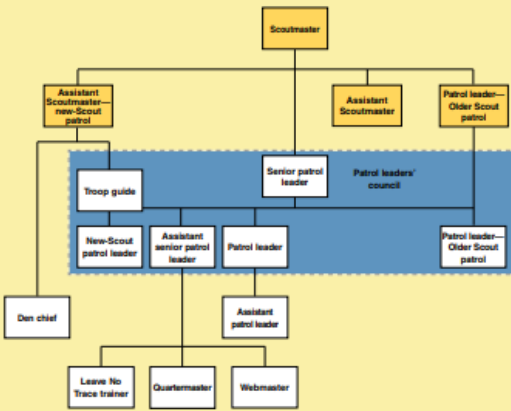 Scoutmaster
Assistant
Scoutmaster—
new-Scout
patrol
Assistant
Scoutmaster
Patrol leader—
Older Scout
patrol
Senior patrol
leader
Patrol leaders'
council
Troop guide
New-Scout
patrol leader
Assistant
senior patrol
leader
Patrol leader
Patrol leader—
Older Scout
patrol
Den chief
Assistant
patrol leader
Leave No
Trace trainer
Quartermaster
Webmaster